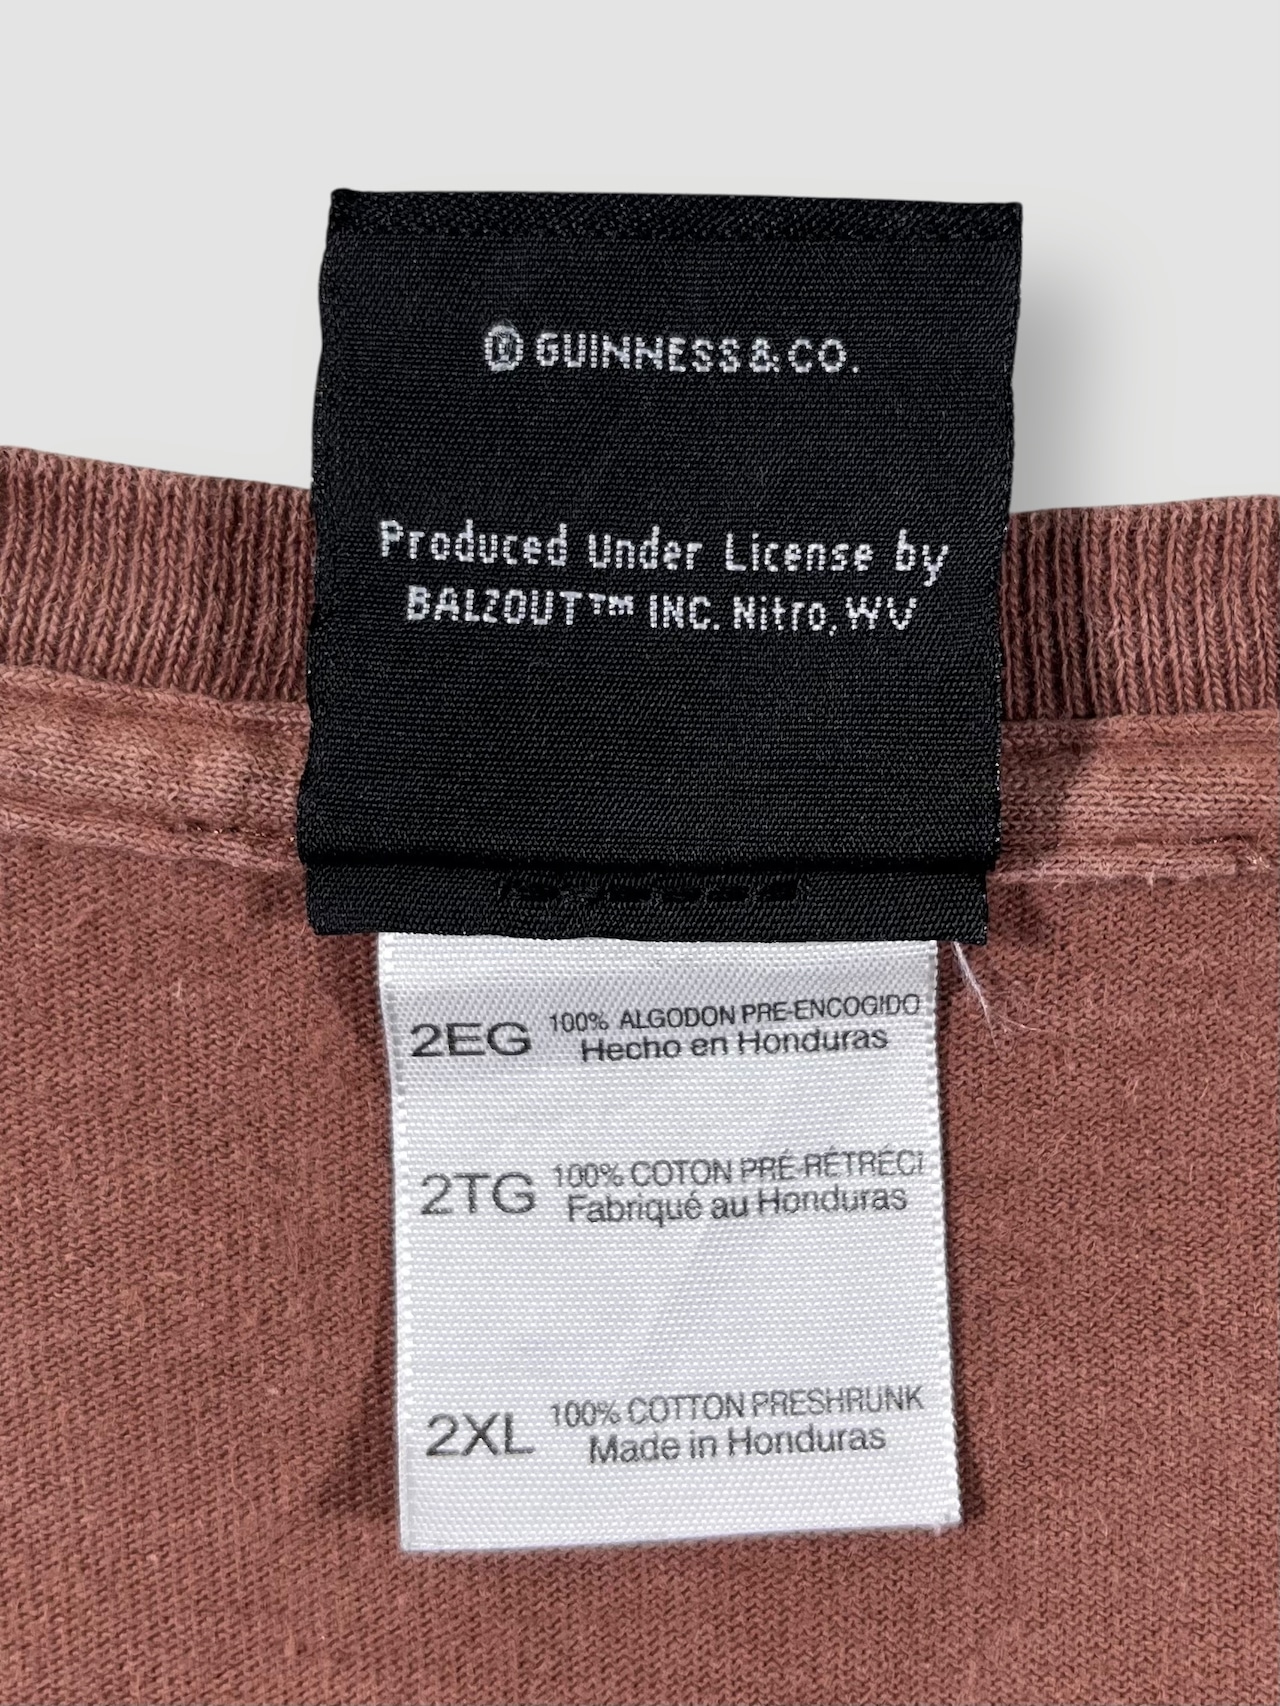 GUINNESS & CO.
Produced Under License by
BALZOUT™ INC. Nitro, WV
2EG 100% ALGODON PRE-ENCOGIDO
Hecho en Honduras
2TG 100% COTON PRÉ-RÉTRÉCI
Fabriqué au Honduras
2XL 100% COTTON PRESHRUNK
Made in Honduras